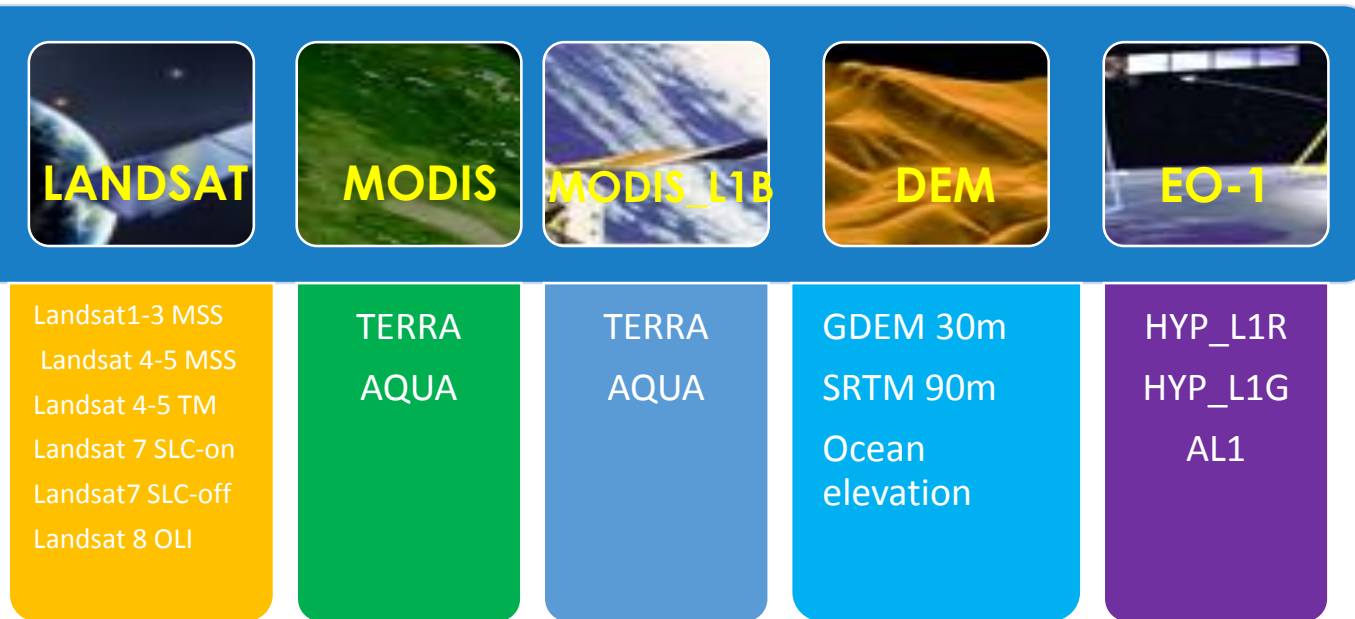 LANDSAT
MODIS
MODIS_L1B
DEM
EO-1
Landsat1-3 MSS
Landsat 4-5 MSS
Landsat 4-5 TM
Landsat 7 SLC-on
Landsat7 SLC-off
Landsat 8 OLI
TERRA
AQUA
TERRA
AQUA
GDEM 30m
SRTM 90m
Ocean
elevation
HYP_L1R
HYP_L1G
AL1